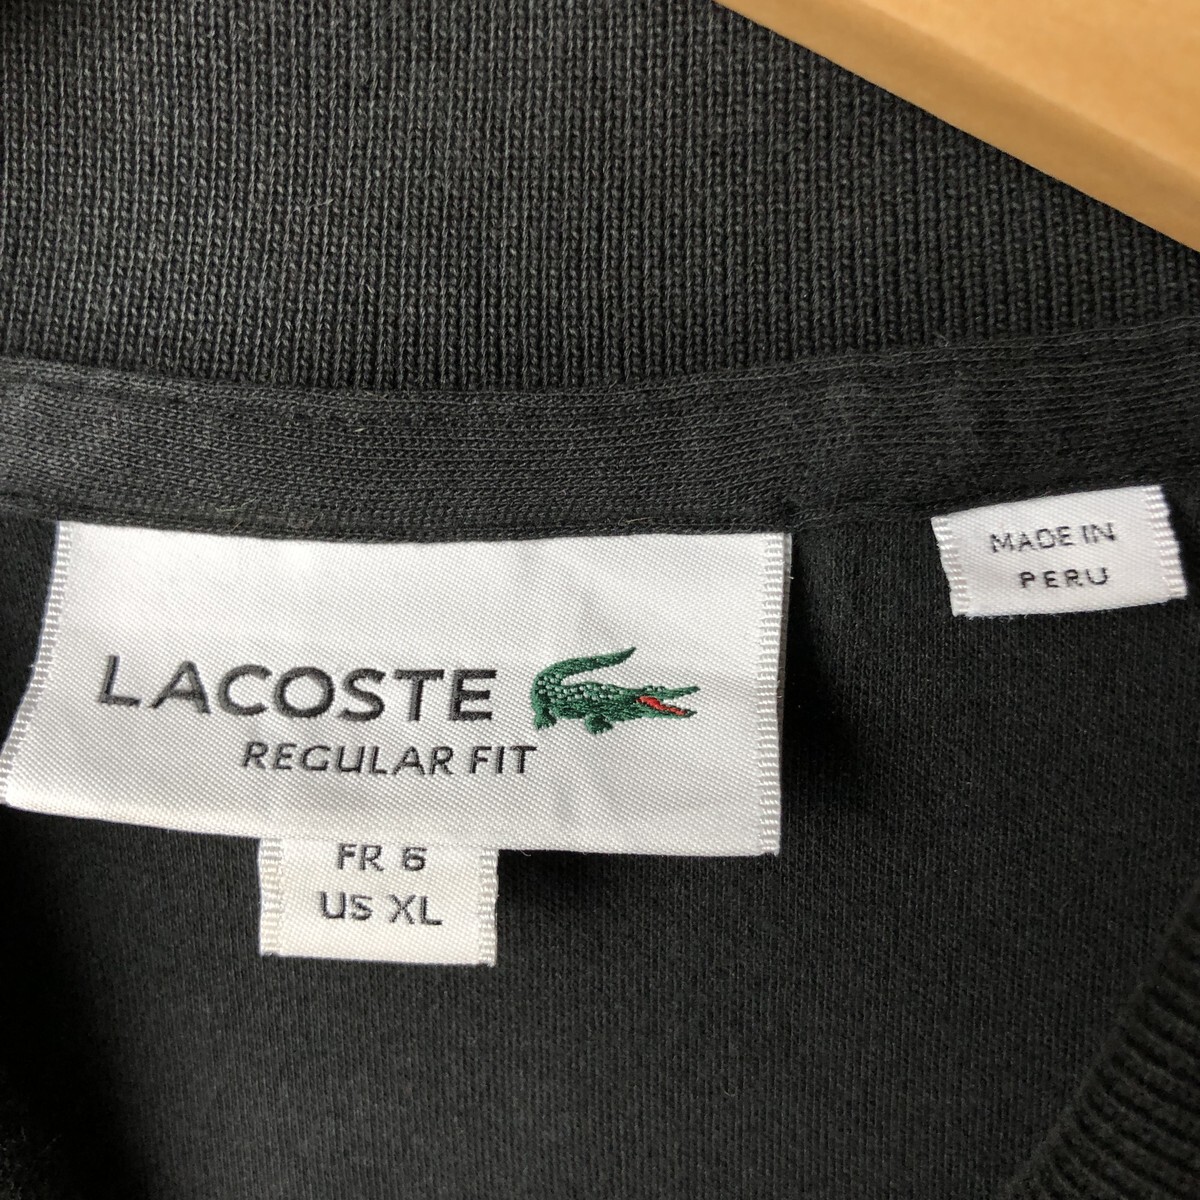 LACOSTE
REGULAR FIT
FR 6
US XL
MADE IN
PERU